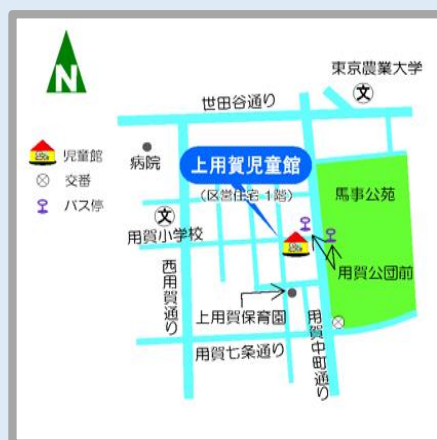 N
東京農業大学
文
世田谷通り
児童館
交番
バス停
病院
上用賀児童館
(区営住宅 1階)
馬事公苑
文
用賀小学校
西用賀通り
用賀公団前
上用賀保育園
用賀七条通り
用賀中町通り